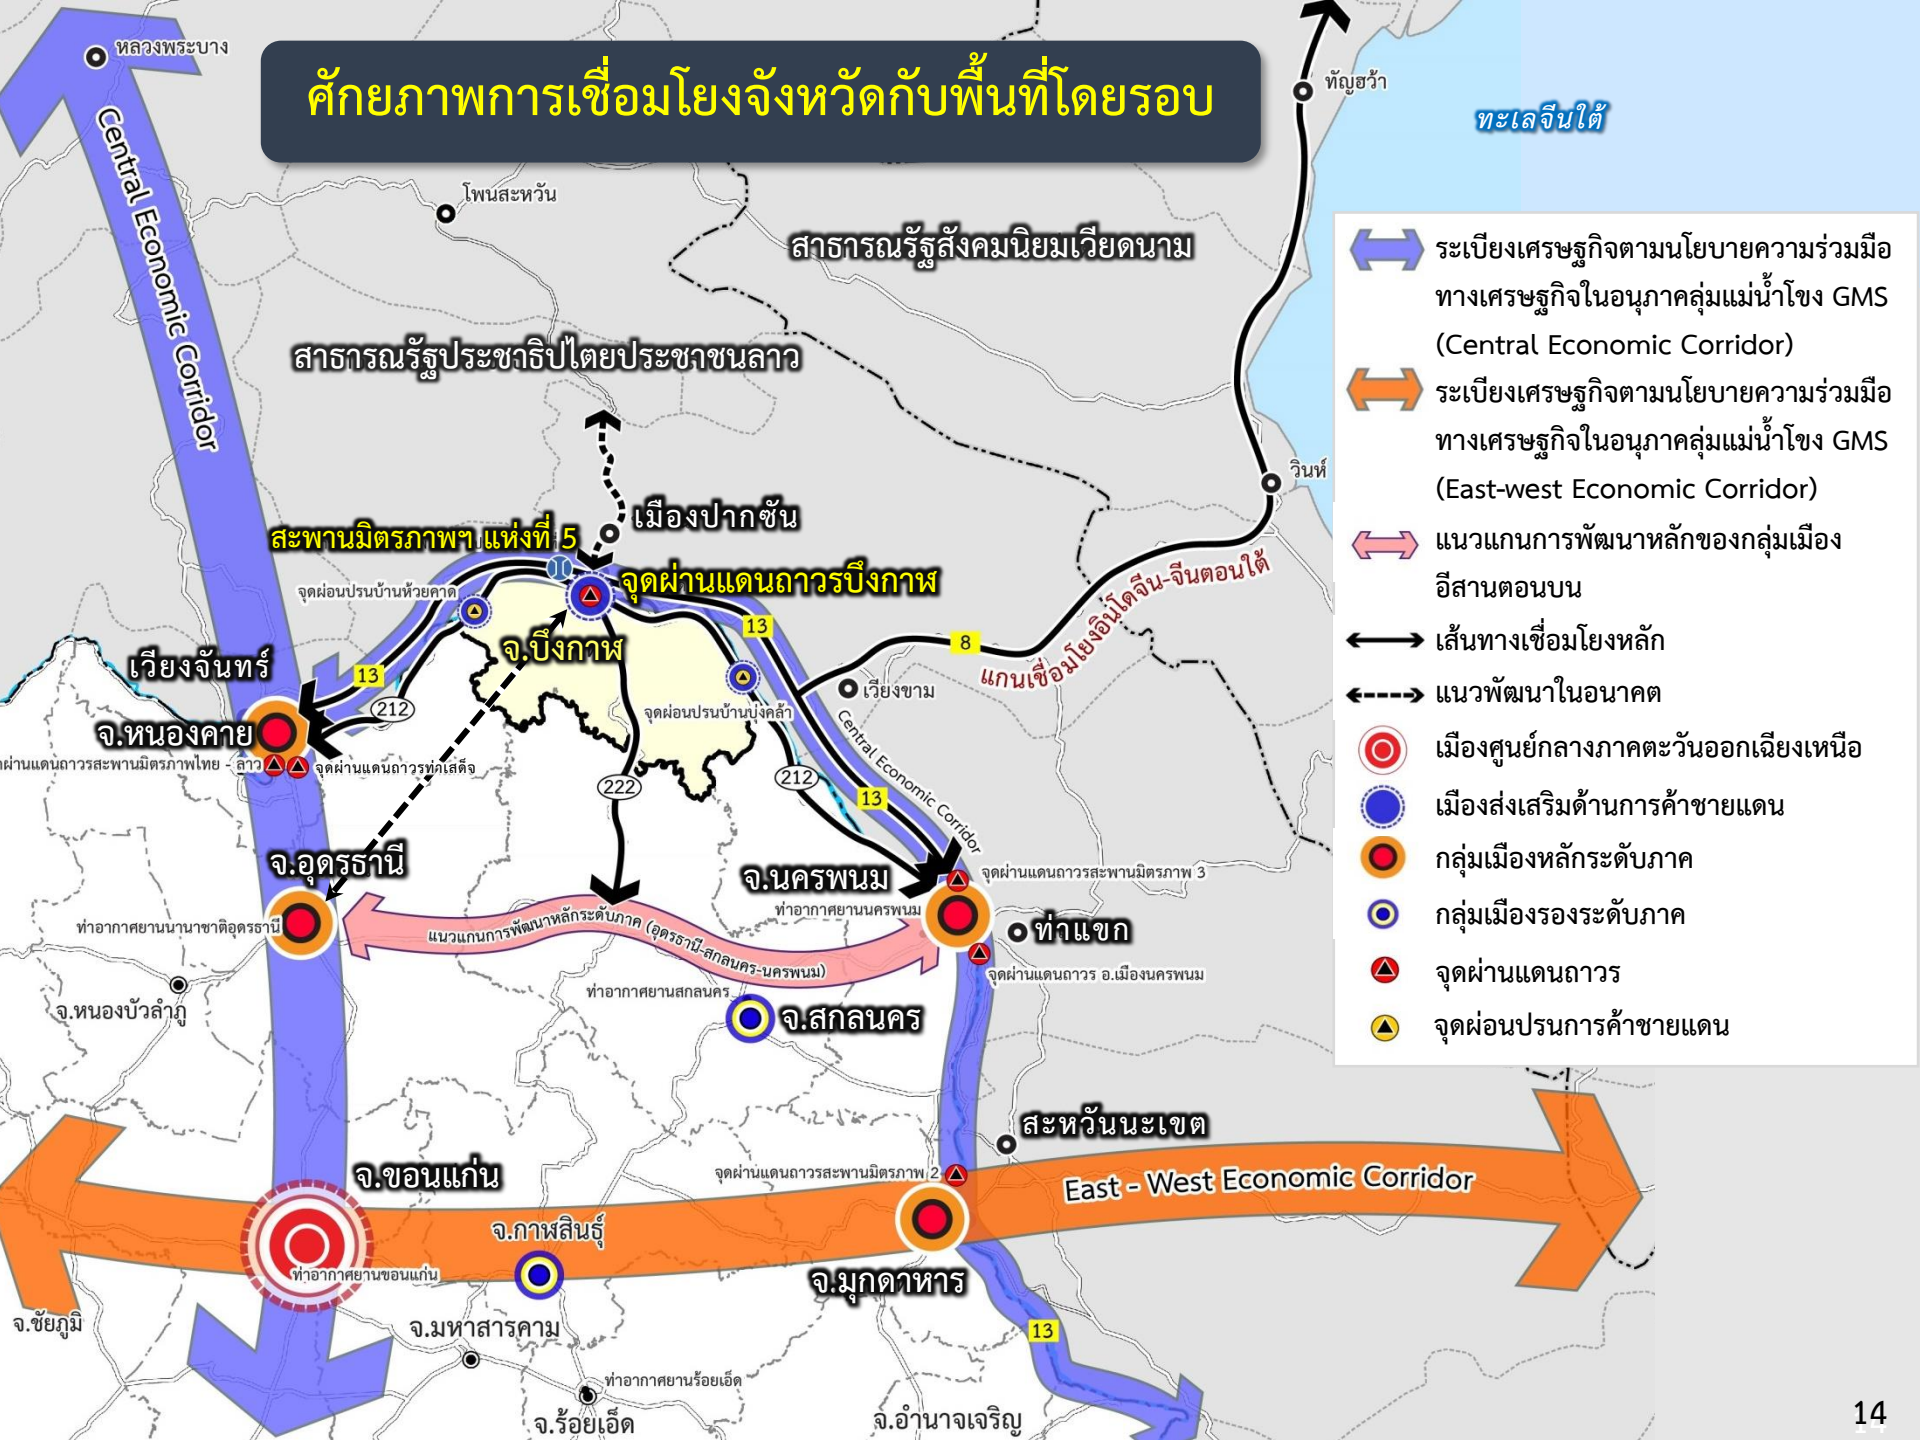 ศักยภาพการเชื่อมโยงจังหวัดกับพื้นที่โดยรอบ
หลวงพระบาง
ทัญฮว้า
ทะเลจีนใต้
Central Economic Corridor
โพนสะหวัน
สาธารณรัฐสังคมนิยมเวียดนาม
สาธารณรัฐประชาธิปไตยประชาชนลาว
วินห์
เมืองปากซัน
สะพานมิตรภาพฯ แห่งที่ 5
จุดผ่านแดนถาวรบึงกาฬ
จุดผ่อนปรนบ้านห้วยคาด
แกนเชื่อมโยงอินโดจีน-จีนตอนใต้
13
8
จ.บึงกาฬ
เวียงจันทร์
13
212
เวียงขาม
จุดผ่อนปรนบ้านบุ่งคล้า
Central Economic Corridor
จ.หนองคาย
ผ่านแดนถาวรสะพานมิตรภาพไทย - ลาว
จุดผ่านแดนถาวรท่าเสด็จ
222
212
13
จ.อุดรธานี
จ.นครพนม
จุดผ่านแดนถาวรสะพานมิตรภาพ 3
ท่าอากาศยานนครพนม
ท่าอากาศยานนานาชาติอุดรธานี
แนวแกนการพัฒนาหลักระดับภาค (อุดรธานี-สกลนคร-นครพนม)
ท่าแขก
จุดผ่านแดนถาวร อ.เมืองนครพนม
ท่าอากาศยานสกลนคร
จ.หนองบัวลำภู
จ.สกลนคร
สะหวันนะเขต
จ.ขอนแก่น
จุดผ่านแดนถาวรสะพานมิตรภาพ 2
East - West Economic Corridor
จ.กาฬสินธุ์
ท่าอากาศยานขอนแก่น
จ.มุกดาหาร
จ.ชัยภูมิ
จ.มหาสารคาม
13
ท่าอากาศยานร้อยเอ็ด
จ.ร้อยเอ็ด
จ.อำนาจเจริญ
ระเบียงเศรษฐกิจตามนโยบายความร่วมมือ
ทางเศรษฐกิจในอนุภาคลุ่มแม่น้ำโขง GMS
(Central Economic Corridor)
ระเบียงเศรษฐกิจตามนโยบายความร่วมมือ
ทางเศรษฐกิจในอนุภาคลุ่มแม่น้ำโขง GMS
(East-west Economic Corridor)
แนวแกนการพัฒนาหลักของกลุ่มเมือง
อีสานตอนบน
เส้นทางเชื่อมโยงหลัก
แนวพัฒนาในอนาคต
เมืองศูนย์กลางภาคตะวันออกเฉียงเหนือ
เมืองส่งเสริมด้านการค้าชายแดน
กลุ่มเมืองหลักระดับภาค
กลุ่มเมืองรองระดับภาค
จุดผ่านแดนถาวร
จุดผ่อนปรนการค้าชายแดน
14